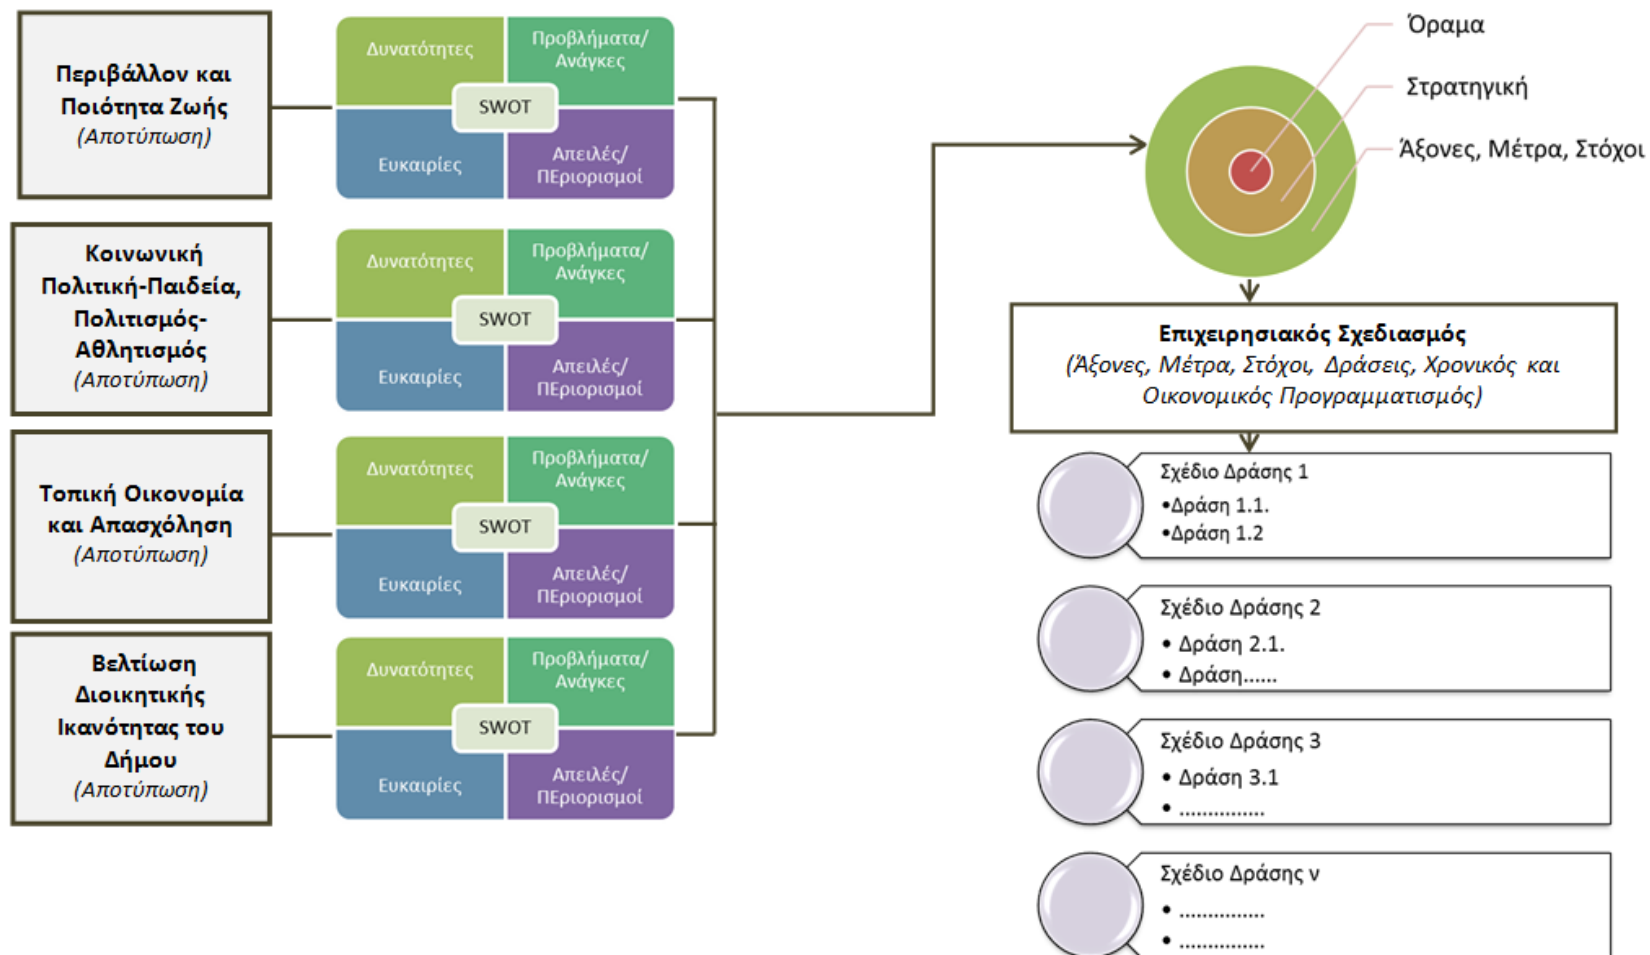 Περιβάλλον και
Ποιότητα Ζωής
(Αποτύπωση)
Δυνατότητες
Προβλήματα/
Ανάγκες
SWOT
Ευκαιρίες
Απειλές/
ΠΕριορισμοί
Κοινωνική
Πολιτική-Παιδεία,
Πολιτισμός-
Αθλητισμός
(Αποτύπωση)
Δυνατότητες
Προβλήματα/
Ανάγκες
SWOT
Ευκαιρίες
Απειλές/
ΠΕριορισμοί
Τοπική Οικονομία
και Απασχόληση
(Αποτύπωση)
Δυνατότητες
Προβλήματα/
Ανάγκες
SWOT
Ευκαιρίες
Απειλές/
ΠΕριορισμοί
Βελτίωση
Διοικητικής
Ικανότητας του
Δήμου
(Αποτύπωση)
Δυνατότητες
Προβλήματα/
Ανάγκες
SWOT
Ευκαιρίες
Απειλές/
ΠΕριορισμοί
Όραμα
Στρατηγική
Άξονες, Μέτρα, Στόχοι
Επιχειρησιακός Σχεδιασμός
(Άξονες, Μέτρα, Στόχοι, Δράσεις, Χρονικός και
Οικονομικός Προγραμματισμός)
Σχέδιο Δράσης 1
•Δράση 1.1.
•Δράση 1.2
Σχέδιο Δράσης 2
• Δράση 2.1.
• Δράση......
Σχέδιο Δράσης 3
• Δράση 3.1
• ...............
Σχέδιο Δράσης ν
• ...............
• ...............